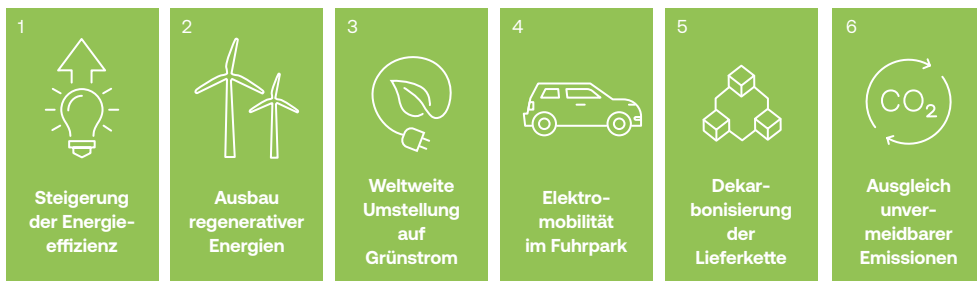 1
Steigerung
der Energie-
effizienz
2
Ausbau
regenerativer
Energien
3
Weltweite
Umstellung
auf
Grünstrom
4
Elektro-
mobilität
im Fuhrpark
5
Dekar-
bonisierung
der
Lieferkette
6
CO₂
Ausgleich
unver-
meidbarer
Emissionen